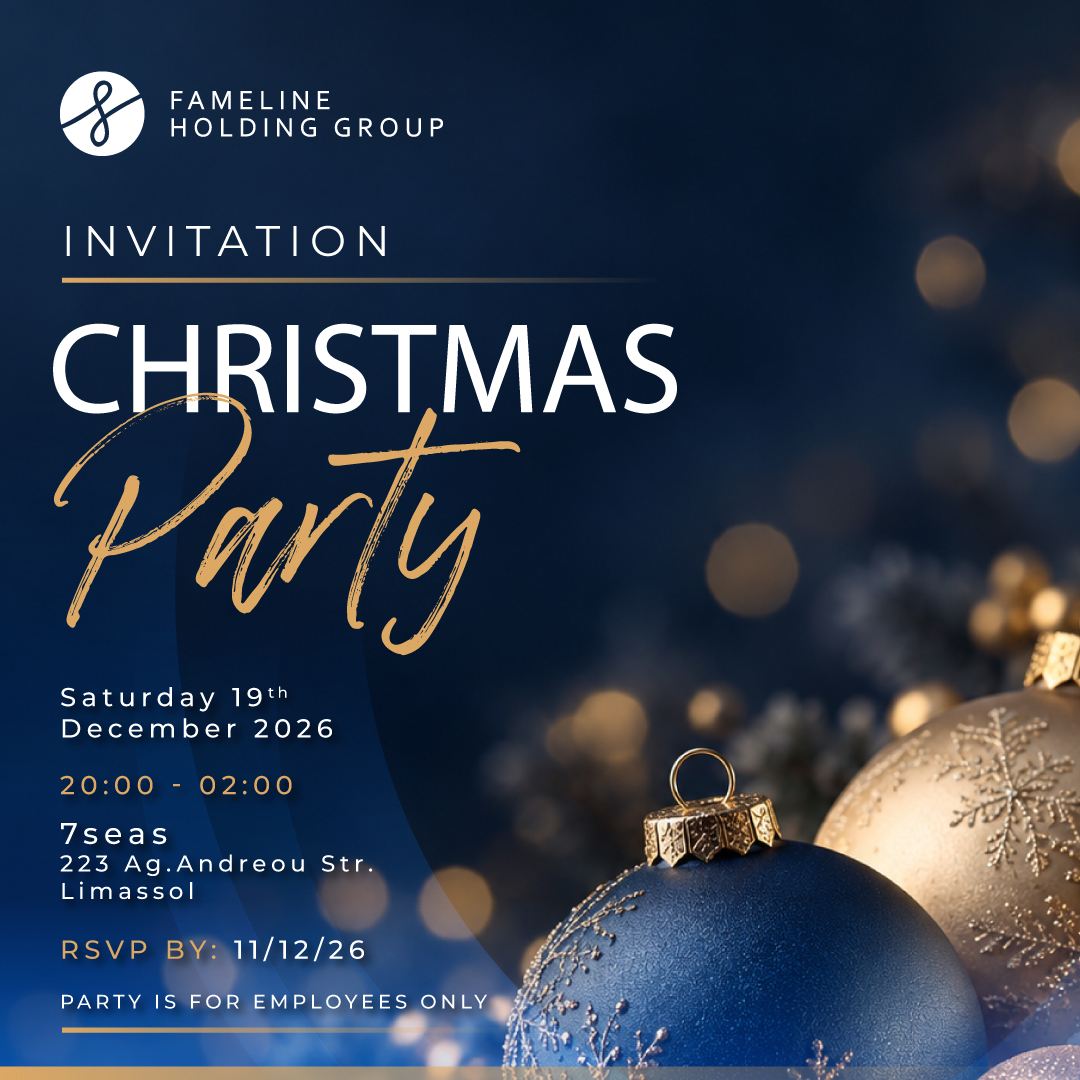 FAMELINE
HOLDING GROUP
INVITATION
CHRISTMAS
Party
Saturday 19th
December 2026
20:00 - 02:00
7seas
223 Ag.Andreou Str.
Limassol
RSVP BY: 11/12/26
PARTY IS FOR EMPLOYEES ONLY